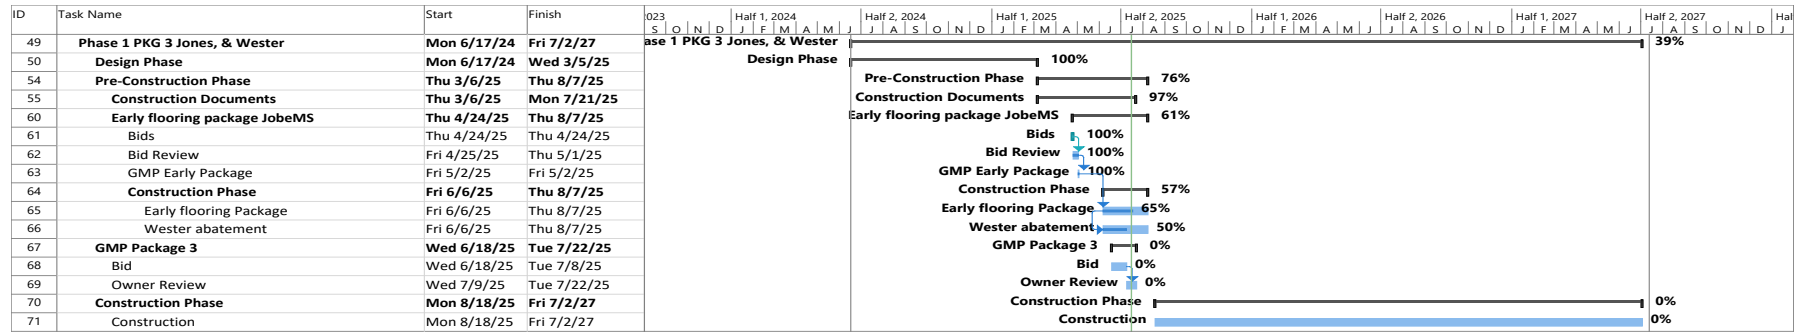 ID Task Name Start Finish 2023 Half 1, 2024 Half 2, 2024 Half 1, 2025 Half 2, 2025 Half 1, 2026 Half 2, 2026 Half 1, 2027 Half 2, 2027 Hal
S O N D J F M A M J J A S O N D J F M A M J J A S O N D J F M A M J J A S O N D J F M A M J J A S O N D J
49 Phase 1 PKG 3 Jones, & Wester Mon 6/17/24 Fri 7/2/27 ase 1 PKG 3 Jones, & Wester 39%
50 Design Phase Mon 6/17/24 Wed 3/5/25 Design Phase 100%
54 Pre-Construction Phase Thu 3/6/25 Thu 8/7/25 Pre-Construction Phase 76%
55 Construction Documents Thu 3/6/25 Mon 7/21/25 Construction Documents 97%
60 Early flooring package JobeMS Thu 4/24/25 Thu 8/7/25 Early flooring package JobeMS 61%
61 Bids Thu 4/24/25 Thu 4/24/25 Bids 100%
62 Bid Review Fri 4/25/25 Thu 5/1/25 Bid Review 100%
63 GMP Early Package Fri 5/2/25 Fri 5/2/25 GMP Early Package 100%
64 Construction Phase Fri 6/6/25 Thu 8/7/25 Construction Phase 57%
65 Early flooring Package Fri 6/6/25 Thu 8/7/25 Early flooring Package 65%
66 Wester abatement Fri 6/6/25 Thu 8/7/25 Wester abatement 50%
67 GMP Package 3 Wed 6/18/25 Tue 7/22/25 GMP Package 3 0%
68 Bid Wed 6/18/25 Tue 7/8/25 Bid 0%
69 Owner Review Wed 7/9/25 Tue 7/22/25 Owner Review 0%
70 Construction Phase Mon 8/18/25 Fri 7/2/27 Construction Phase 0%
71 Construction Mon 8/18/25 Fri 7/2/27 Construction 0%